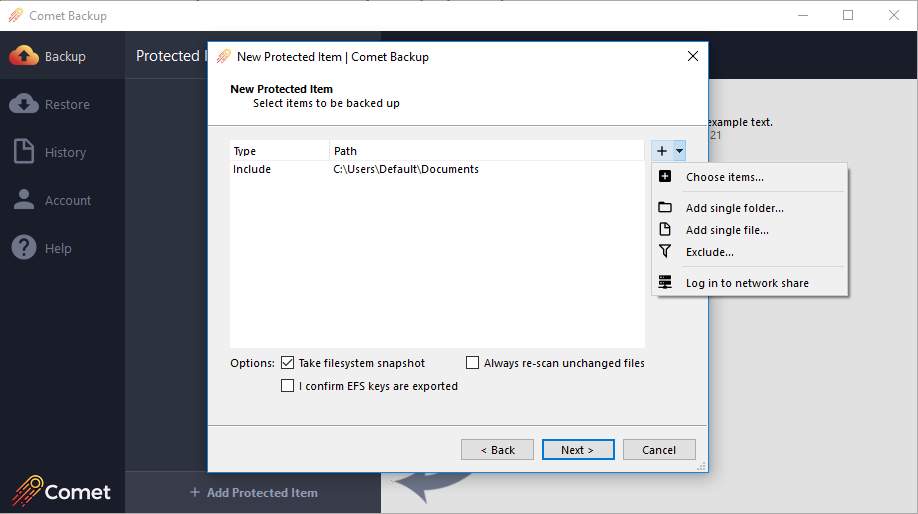 Comet Backup
Backup
Restore
History
Account
Help
Comet
Protected I
+ Add Protected Item
example text.
21
New Protected Item | Comet Backup
New Protected Item
Select items to be backed up
Type Path
Include C:\Users\Default\Documents
Choose items...
Add single folder...
Add single file...
Exclude...
Log in to network share
Options: Take filesystem snapshot Always re-scan unchanged files
I confirm EFS keys are exported
< Back Next > Cancel